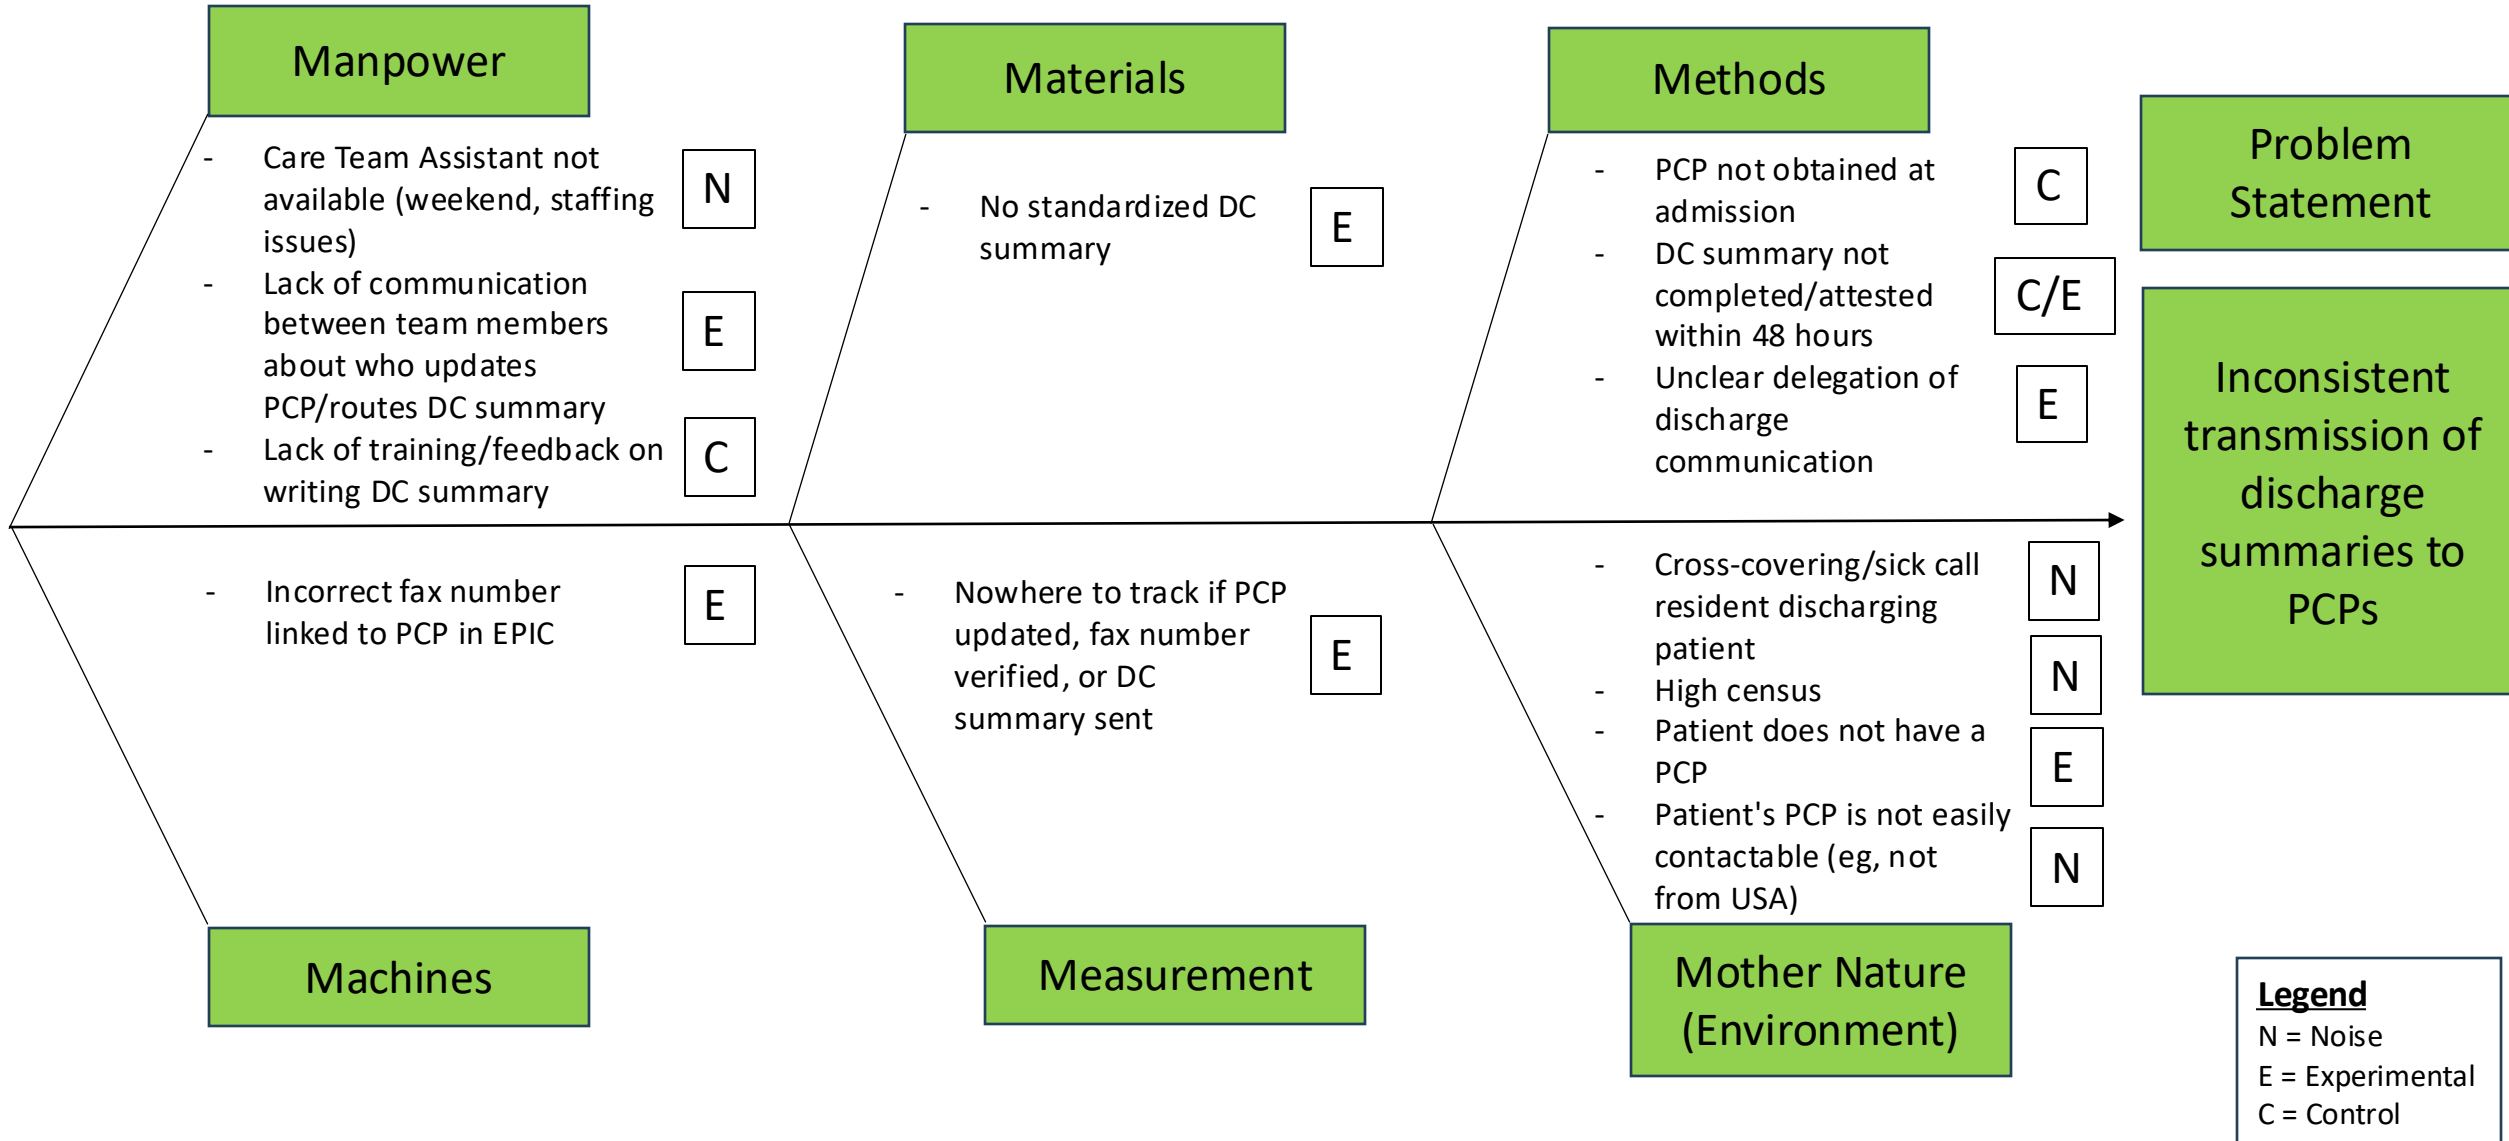 Manpower
- Care Team Assistant not
available (weekend, staffing
issues)
N
- Lack of communication
between team members
about who updates
PCP/routes DC summary
E
- Lack of training/feedback on
writing DC summary
C
Materials
- No standardized DC
summary
E
Methods
- PCP not obtained at
admission
C
- DC summary not
completed/attested
within 48 hours
C/E
- Unclear delegation of
discharge
communication
E
Problem
Statement
Inconsistent
transmission of
discharge
summaries to
PCPs
- Incorrect fax number
linked to PCP in EPIC
E
Machines
- Nowhere to track if PCP
updated, fax number
verified, or DC
summary sent
E
Measurement
- Cross-covering/sick call
resident discharging
patient
N
- High census
N
- Patient does not have a
PCP
E
- Patient's PCP is not easily
contactable (eg, not
from USA)
N
Mother Nature
(Environment)
Legend
N = Noise
E = Experimental
C = Control